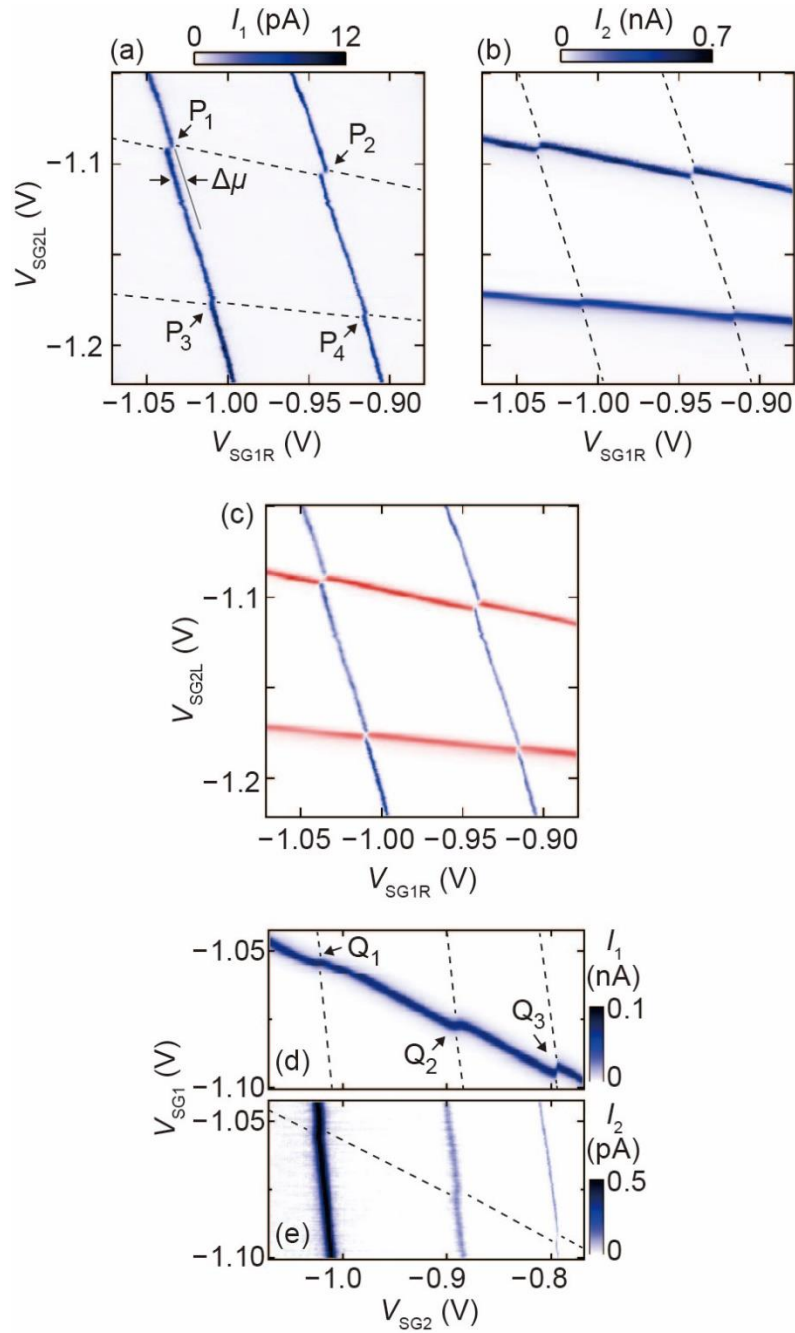 I1 (pA)
0 12
(a)
P1
P2
Δμ
P3
P4
−1.1
−1.2
VSG2L (V)
−1.05 −1.00 −0.95 −0.90
VSG1R (V)
I2 (nA)
0 0.7
(b)
−1.05 −1.00 −0.95 −0.90
VSG1R (V)
(c)
−1.1
−1.2
VSG2L (V)
−1.05 −1.00 −0.95 −0.90
VSG1R (V)
−1.05
−1.10
VSG1 (V)
Q1
Q2
Q3
(d)
I1
(nA)
0.1
0
−1.05
−1.10
(e)
I2
(pA)
0.5
0
-1.0 -0.9 -0.8
VSG2 (V)